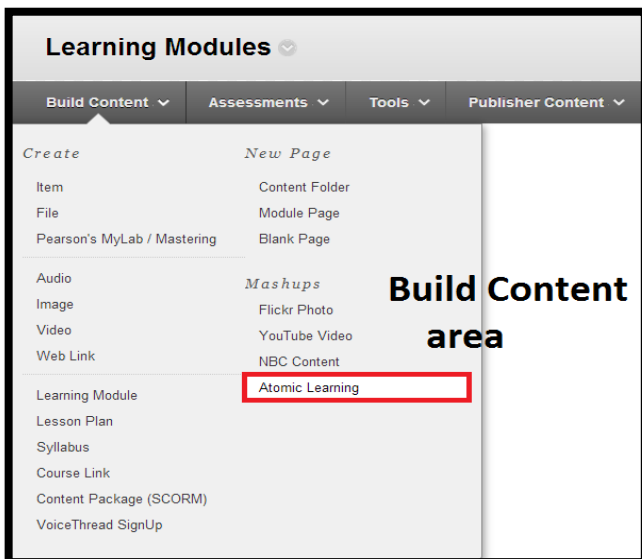 Learning Modules
Build Content
Assessments
Tools
Publisher Content
Create
Item
File
Pearson's MyLab / Mastering
Audio
Image
Video
Web Link
Learning Module
Lesson Plan
Syllabus
Course Link
Content Package (SCORM)
VoiceThread SignUp
New Page
Content Folder
Module Page
Blank Page
Mashups
Flickr Photo
YouTube Video
NBC Content
Atomic Learning
Build Content
area